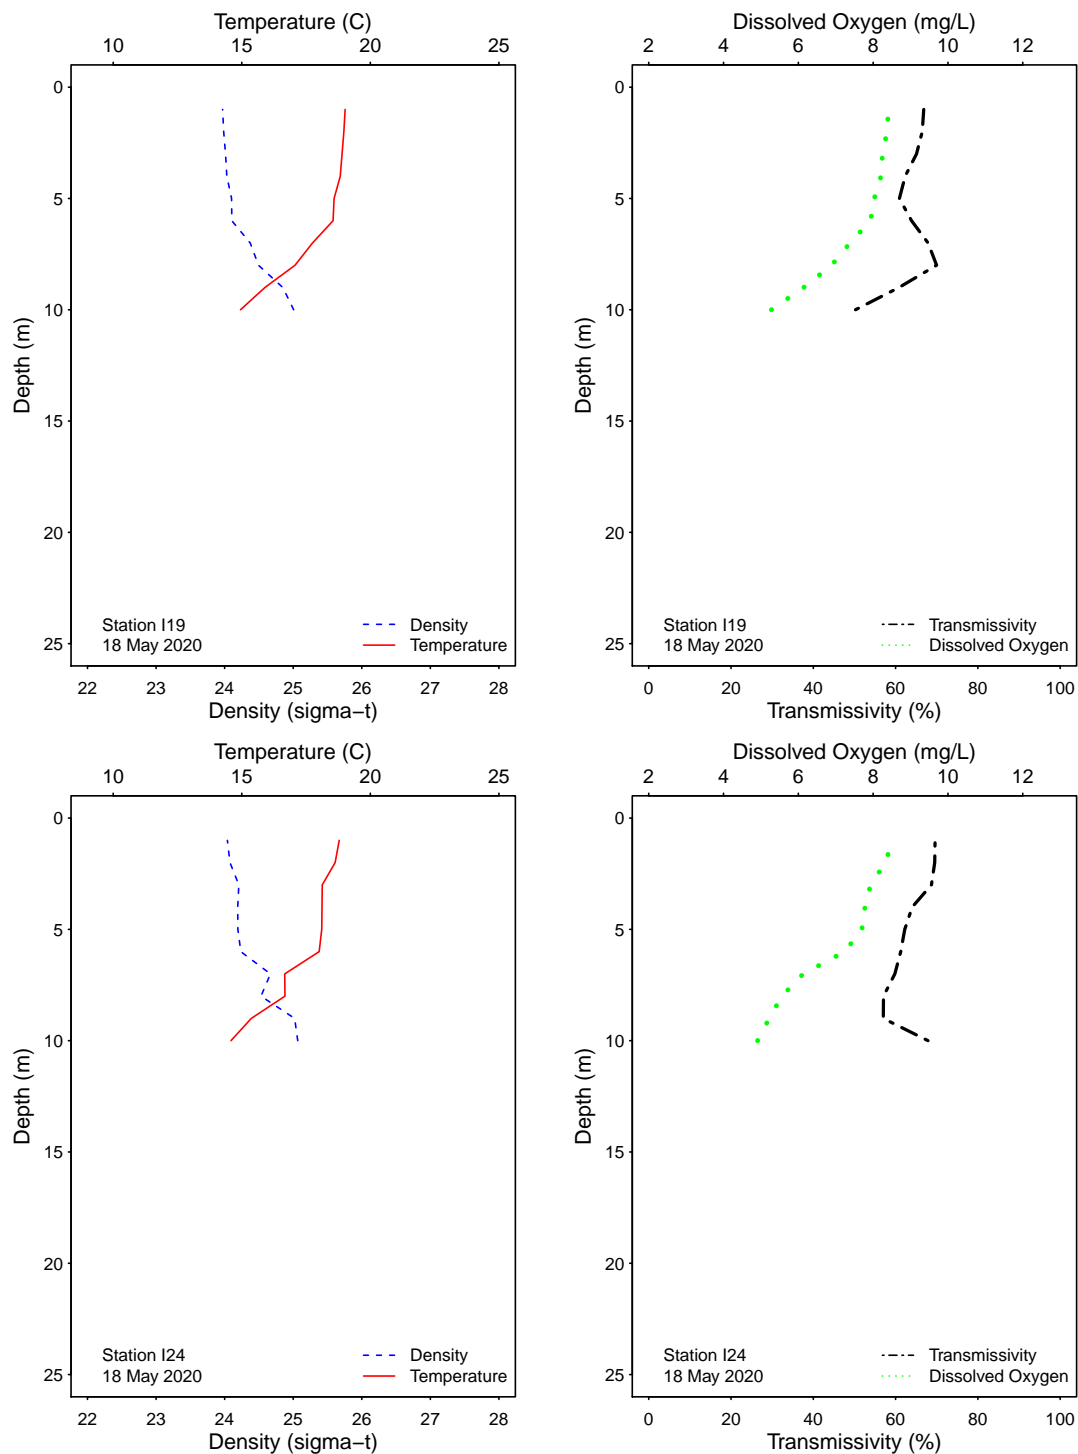 Temperature (C)
10 15 20 25
0
5
10
15
20
25
Depth (m)
Station I19
18 May 2020
Density
Temperature
22 23 24 25 26 27 28
Density (sigma−t)
Dissolved Oxygen (mg/L)
2 4 6 8 10 12
0
5
10
15
20
25
Depth (m)
Station I19
18 May 2020
Transmissivity
Dissolved Oxygen
0 20 40 60 80 100
Transmissivity (%)
Temperature (C)
10 15 20 25
0
5
10
15
20
25
Depth (m)
Station I24
18 May 2020
Density
Temperature
22 23 24 25 26 27 28
Density (sigma−t)
Dissolved Oxygen (mg/L)
2 4 6 8 10 12
0
5
10
15
20
25
Depth (m)
Station I24
18 May 2020
Transmissivity
Dissolved Oxygen
0 20 40 60 80 100
Transmissivity (%)